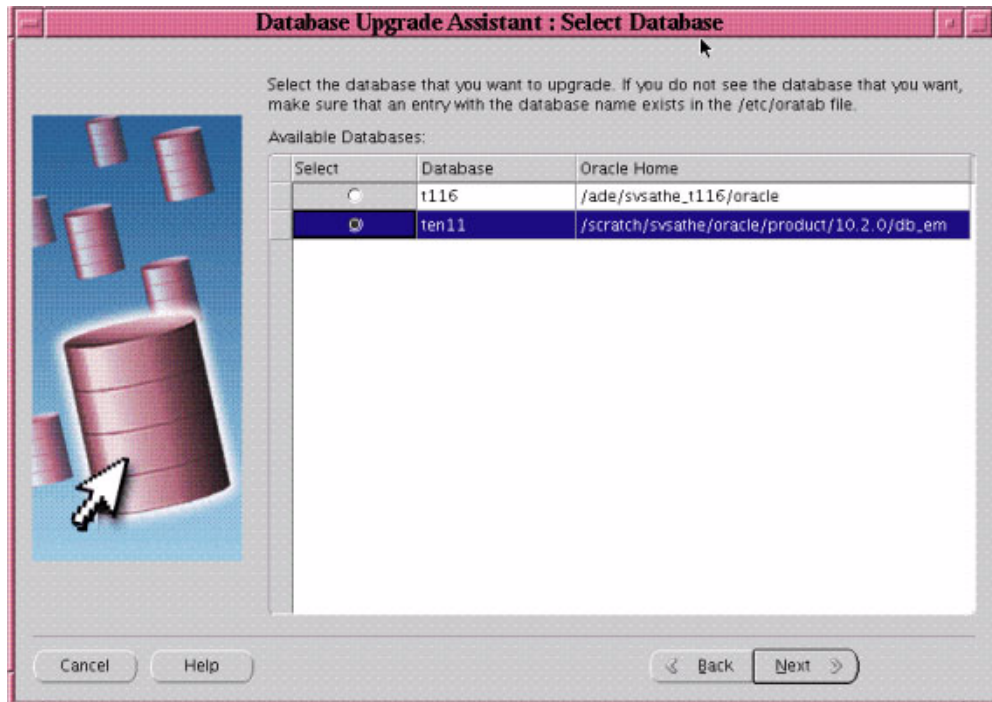 Database Upgrade Assistant : Select Database
Select the database that you want to upgrade. If you do not see the database that you want,
make sure that an entry with the database name exists in the /etc/oratab file.
Available Databases:
Select Database Oracle Home
t116 /ade/svsathe_t116/oracle
ten11 /scratch/svsathe/oracle/product/10.2.0/db_em
Cancel Help Back Next